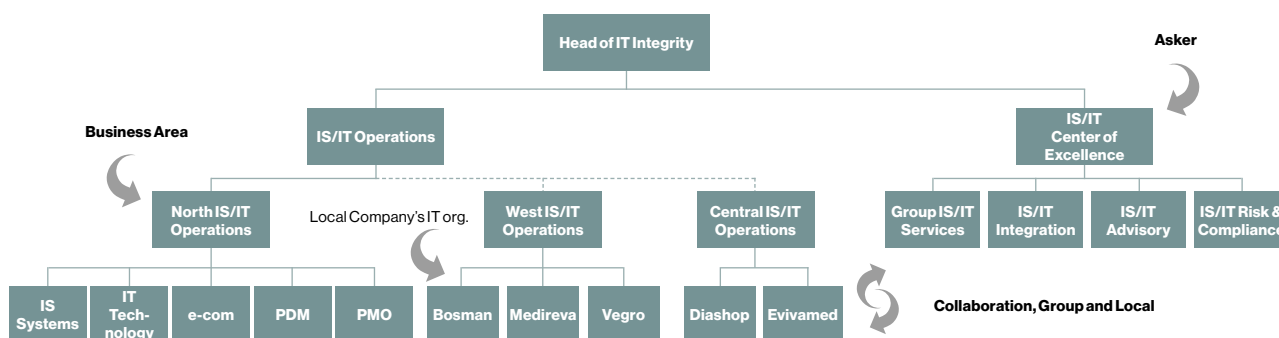 Head of IT Integrity
Asker
IS/IT Operations
IS/IT
Center of
Excellence
Business Area
North IS/IT
Operations
Local Company's IT org.
West IS/IT
Operations
Central IS/IT
Operations
Group IS/IT
Services
IS/IT
Integration
IS/IT
Advisory
IS/IT Risk &
Compliance
IS
Systems
IT
Tech-
nology
e-com
PDM
PMO
Bosman
Medireva
Vegro
Diashop
Evivamed
Collaboration, Group and Local